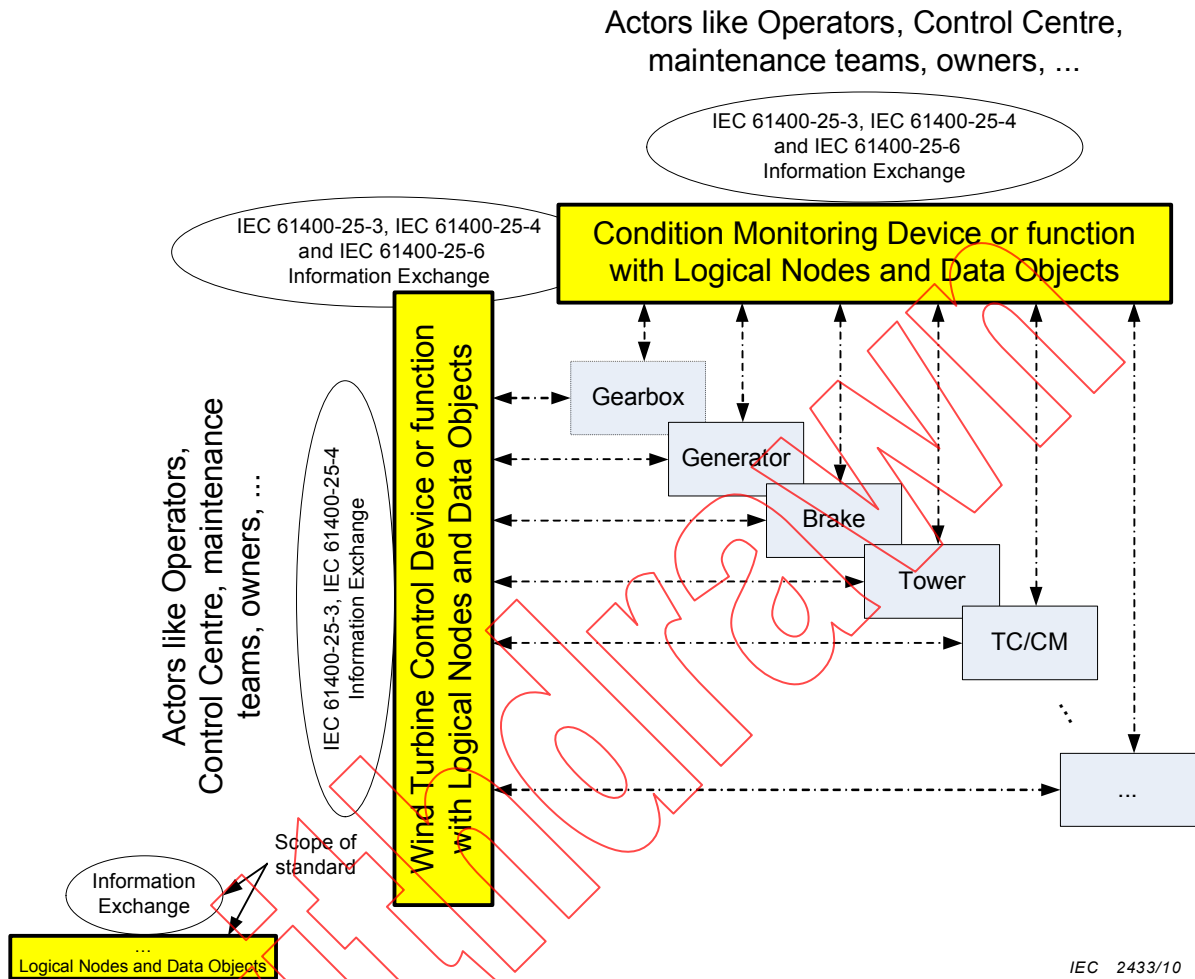 Actors like Operators, Control Centre,
maintenance teams, owners, ...
IEC 61400-25-3, IEC 61400-25-4
and IEC 61400-25-6
Information Exchange
IEC 61400-25-3, IEC 61400-25-4
and IEC 61400-25-6
Information Exchange
Condition Monitoring Device or function
with Logical Nodes and Data Objects
Actors like Operators,
Control Centre, maintenance
teams, owners, ...
IEC 61400-25-3, IEC 61400-25-4
Information Exchange
Wind Turbine Control Device or function
with Logical Nodes and Data Objects
Gearbox
Generator
Brake
Tower
TC/CM
...
...
Scope of
standard
Information
Exchange
...
Logical Nodes and Data Objects
IEC 2433/10
thdrawn